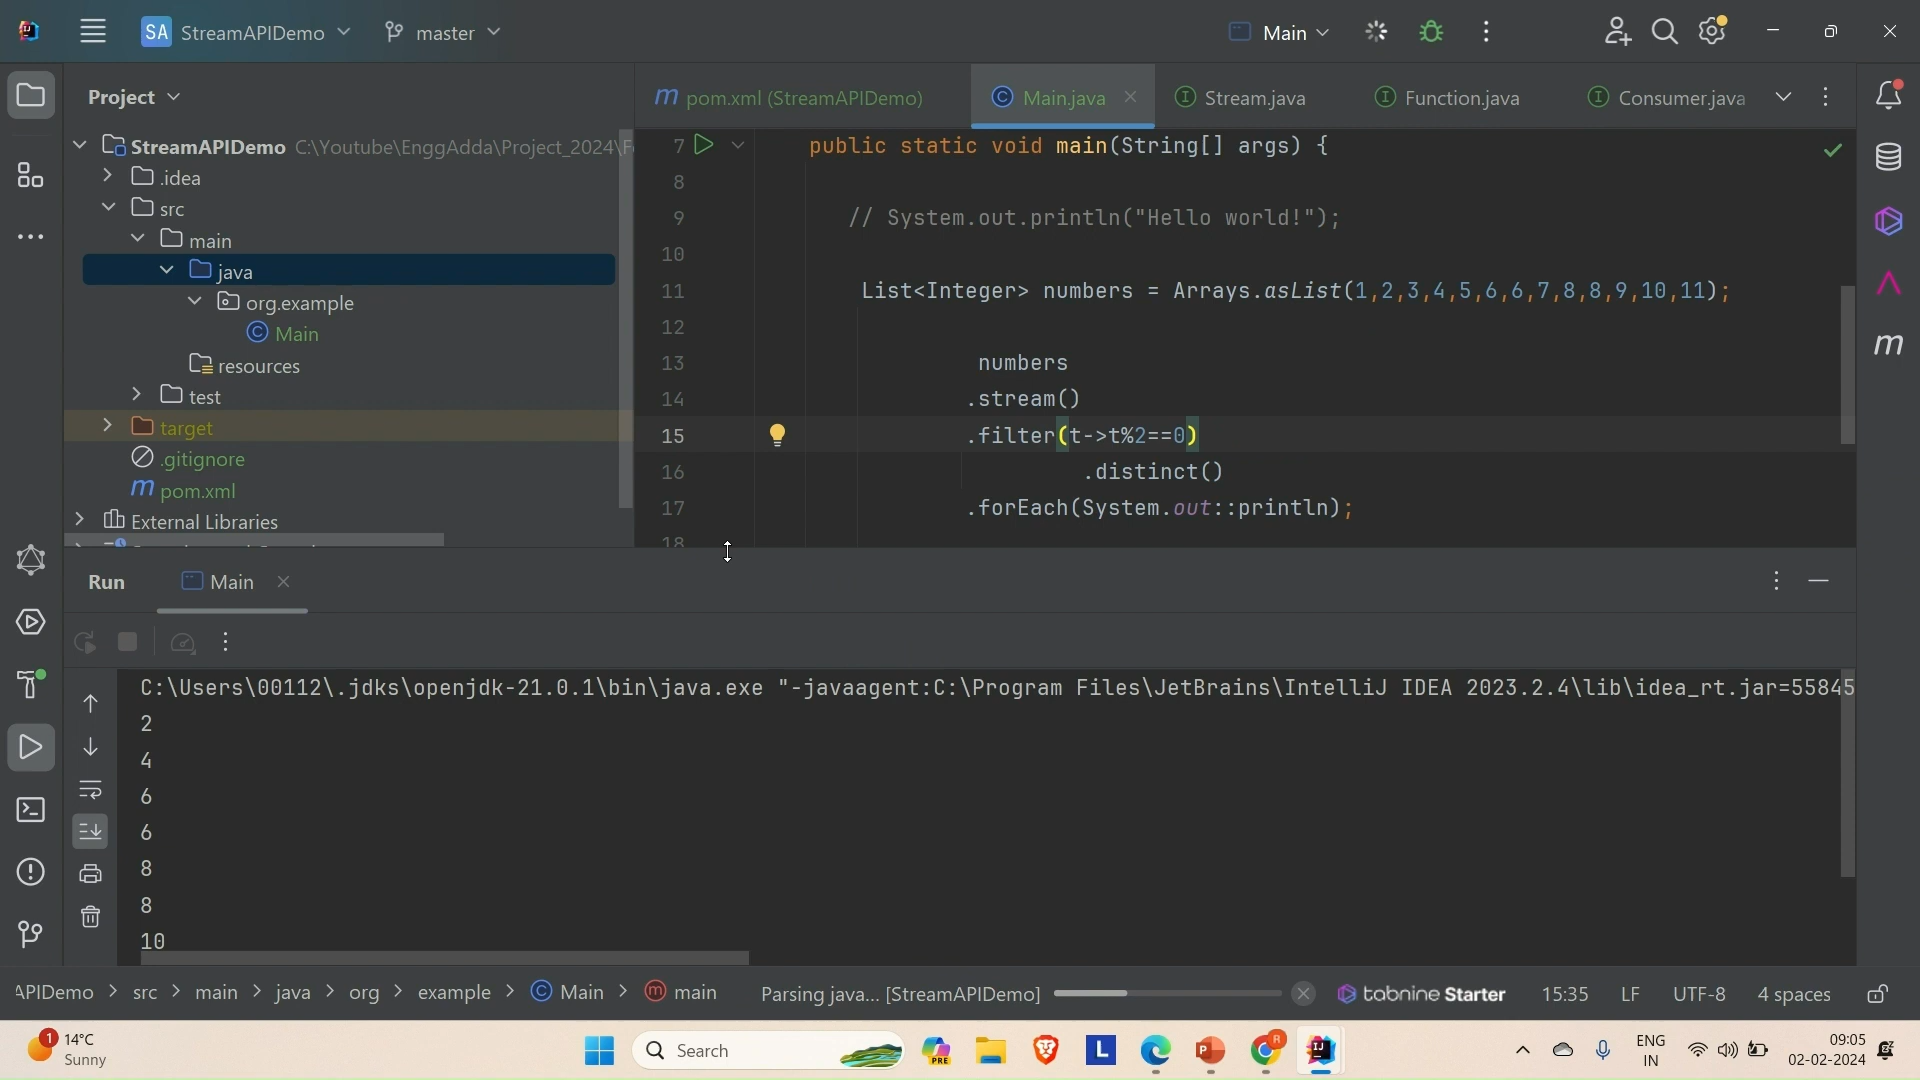 SA StreamAPIDemo master Main
Project
pom.xml (StreamAPIDemo) Main.java Stream.java Function.java Consumer.java
StreamAPIDemo C:\Youtube\EnggAdda\Project_2024\F
.idea
src
main
java
org.example
Main
resources
test
target
.gitignore
pom.xml
External Libraries
7 public static void main(String[] args) {
8
9 // System.out.println("Hello world!");
10
11 List<Integer> numbers = Arrays.asList(1,2,3,4,5,6,6,7,8,8,9,10,11);
12
13 numbers
14 .stream()
15 .filter(t->t%2==0)
16 .distinct()
17 .forEach(System.out::println);
18
Run Main
C:\Users\00112\.jdks\openjdk-21.0.1\bin\java.exe "-javaagent:C:\Program Files\JetBrains\IntelliJ IDEA 2023.2.4\lib\idea_rt.jar=55845
2
4
6
6
8
8
10
APIDemo > src > main > java > org > example > Main > main Parsing java... [StreamAPIDemo] tabnine Starter 15:35 LF UTF-8 4 spaces
1 14°C
Sunny
Search
PRE
L
R
ENG
IN
09:05
02-02-2024